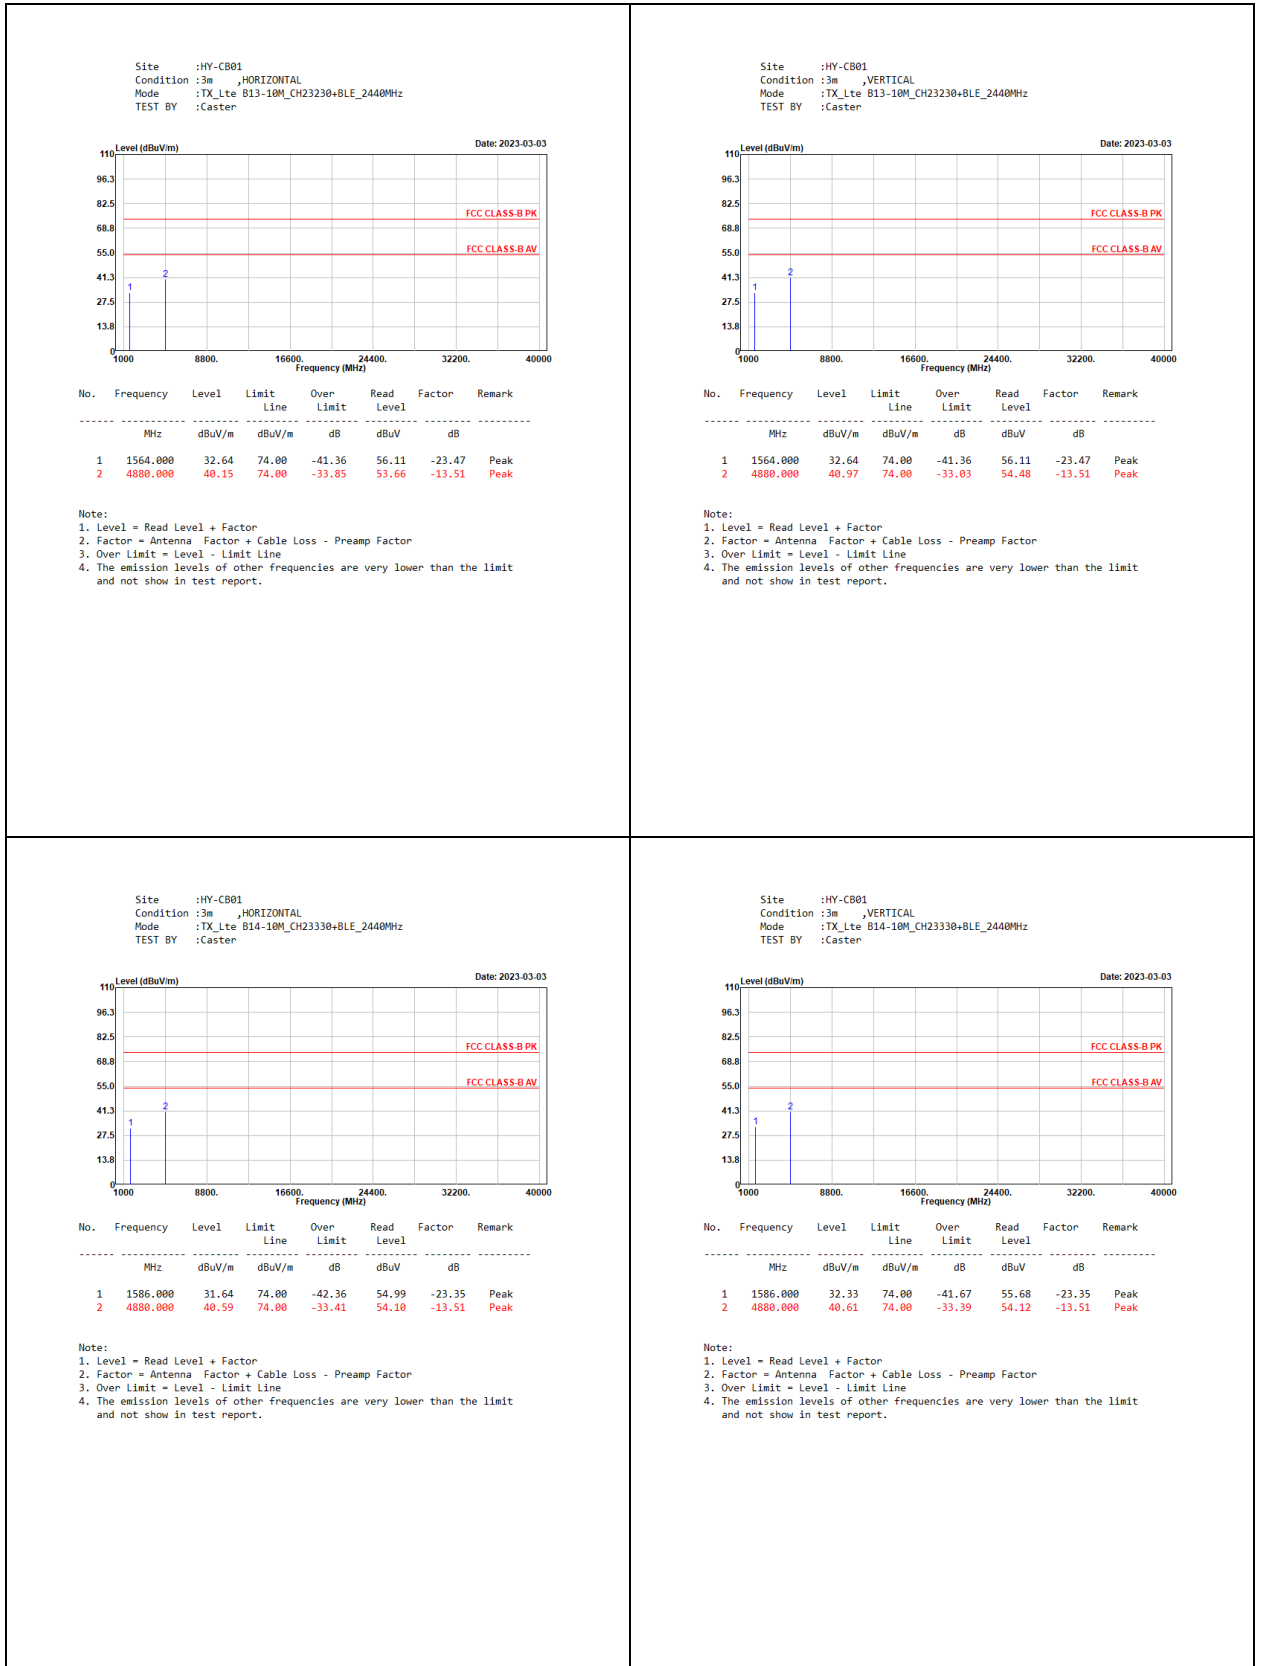 Site      :HY-CB01
Condition :3m    ,HORIZONTAL
Mode      :TX_Lte B13-10M_CH23230+BLE_2440MHz
TEST BY   :Caster
Level (dBuV/m)
Date: 2023-03-03
110
96.3
82.5
FCC CLASS-B PK
68.8
FCC CLASS-B AV
55.0
41.3
2
1
27.5
13.8
0
1000 8800. 16600. 24400. 32200. 40000
Frequency (MHz)
No. Frequency Level Limit Over Read Factor Remark
Line Limit Level
------ ----------- -------- --------- --------- --------- -------- ---------
MHz dBuV/m dBuV/m dB dBuV dB
1 1564.000 32.64 74.00 -41.36 56.11 -23.47 Peak
2 4880.000 40.15 74.00 -33.85 53.66 -13.51 Peak
Note:
1. Level = Read Level + Factor
2. Factor = Antenna  Factor + Cable Loss - Preamp Factor
3. Over Limit = Level - Limit Line
4. The emission levels of other frequencies are very lower than the limit
and not show in test report.
Site      :HY-CB01
Condition :3m    ,VERTICAL
Mode      :TX_Lte B13-10M_CH23230+BLE_2440MHz
TEST BY   :Caster
Level (dBuV/m)
Date: 2023-03-03
110
96.3
82.5
FCC CLASS-B PK
68.8
FCC CLASS-B AV
55.0
41.3
2
1
27.5
13.8
0
1000 8800. 16600. 24400. 32200. 40000
Frequency (MHz)
No. Frequency Level Limit Over Read Factor Remark
Line Limit Level
------ ----------- -------- --------- --------- --------- -------- ---------
MHz dBuV/m dBuV/m dB dBuV dB
1 1564.000 32.64 74.00 -41.36 56.11 -23.47 Peak
2 4880.000 40.97 74.00 -33.03 54.48 -13.51 Peak
Note:
1. Level = Read Level + Factor
2. Factor = Antenna  Factor + Cable Loss - Preamp Factor
3. Over Limit = Level - Limit Line
4. The emission levels of other frequencies are very lower than the limit
and not show in test report.
Site      :HY-CB01
Condition :3m    ,HORIZONTAL
Mode      :TX_Lte B14-10M_CH23330+BLE_2440MHz
TEST BY   :Caster
Level (dBuV/m)
Date: 2023-03-03
110
96.3
82.5
FCC CLASS-B PK
68.8
FCC CLASS-B AV
55.0
41.3
2
1
27.5
13.8
0
1000 8800. 16600. 24400. 32200. 40000
Frequency (MHz)
No. Frequency Level Limit Over Read Factor Remark
Line Limit Level
------ ----------- -------- --------- --------- --------- -------- ---------
MHz dBuV/m dBuV/m dB dBuV dB
1 1586.000 31.64 74.00 -42.36 54.99 -23.35 Peak
2 4880.000 40.59 74.00 -33.41 54.10 -13.51 Peak
Note:
1. Level = Read Level + Factor
2. Factor = Antenna  Factor + Cable Loss - Preamp Factor
3. Over Limit = Level - Limit Line
4. The emission levels of other frequencies are very lower than the limit
and not show in test report.
Site      :HY-CB01
Condition :3m    ,VERTICAL
Mode      :TX_Lte B14-10M_CH23330+BLE_2440MHz
TEST BY   :Caster
Level (dBuV/m)
Date: 2023-03-03
110
96.3
82.5
FCC CLASS-B PK
68.8
FCC CLASS-B AV
55.0
41.3
2
1
27.5
13.8
0
1000 8800. 16600. 24400. 32200. 40000
Frequency (MHz)
No. Frequency Level Limit Over Read Factor Remark
Line Limit Level
------ ----------- -------- --------- --------- --------- -------- ---------
MHz dBuV/m dBuV/m dB dBuV dB
1 1586.000 32.33 74.00 -41.67 55.68 -23.35 Peak
2 4880.000 40.61 74.00 -33.39 54.12 -13.51 Peak
Note:
1. Level = Read Level + Factor
2. Factor = Antenna  Factor + Cable Loss - Preamp Factor
3. Over Limit = Level - Limit Line
4. The emission levels of other frequencies are very lower than the limit
and not show in test report.